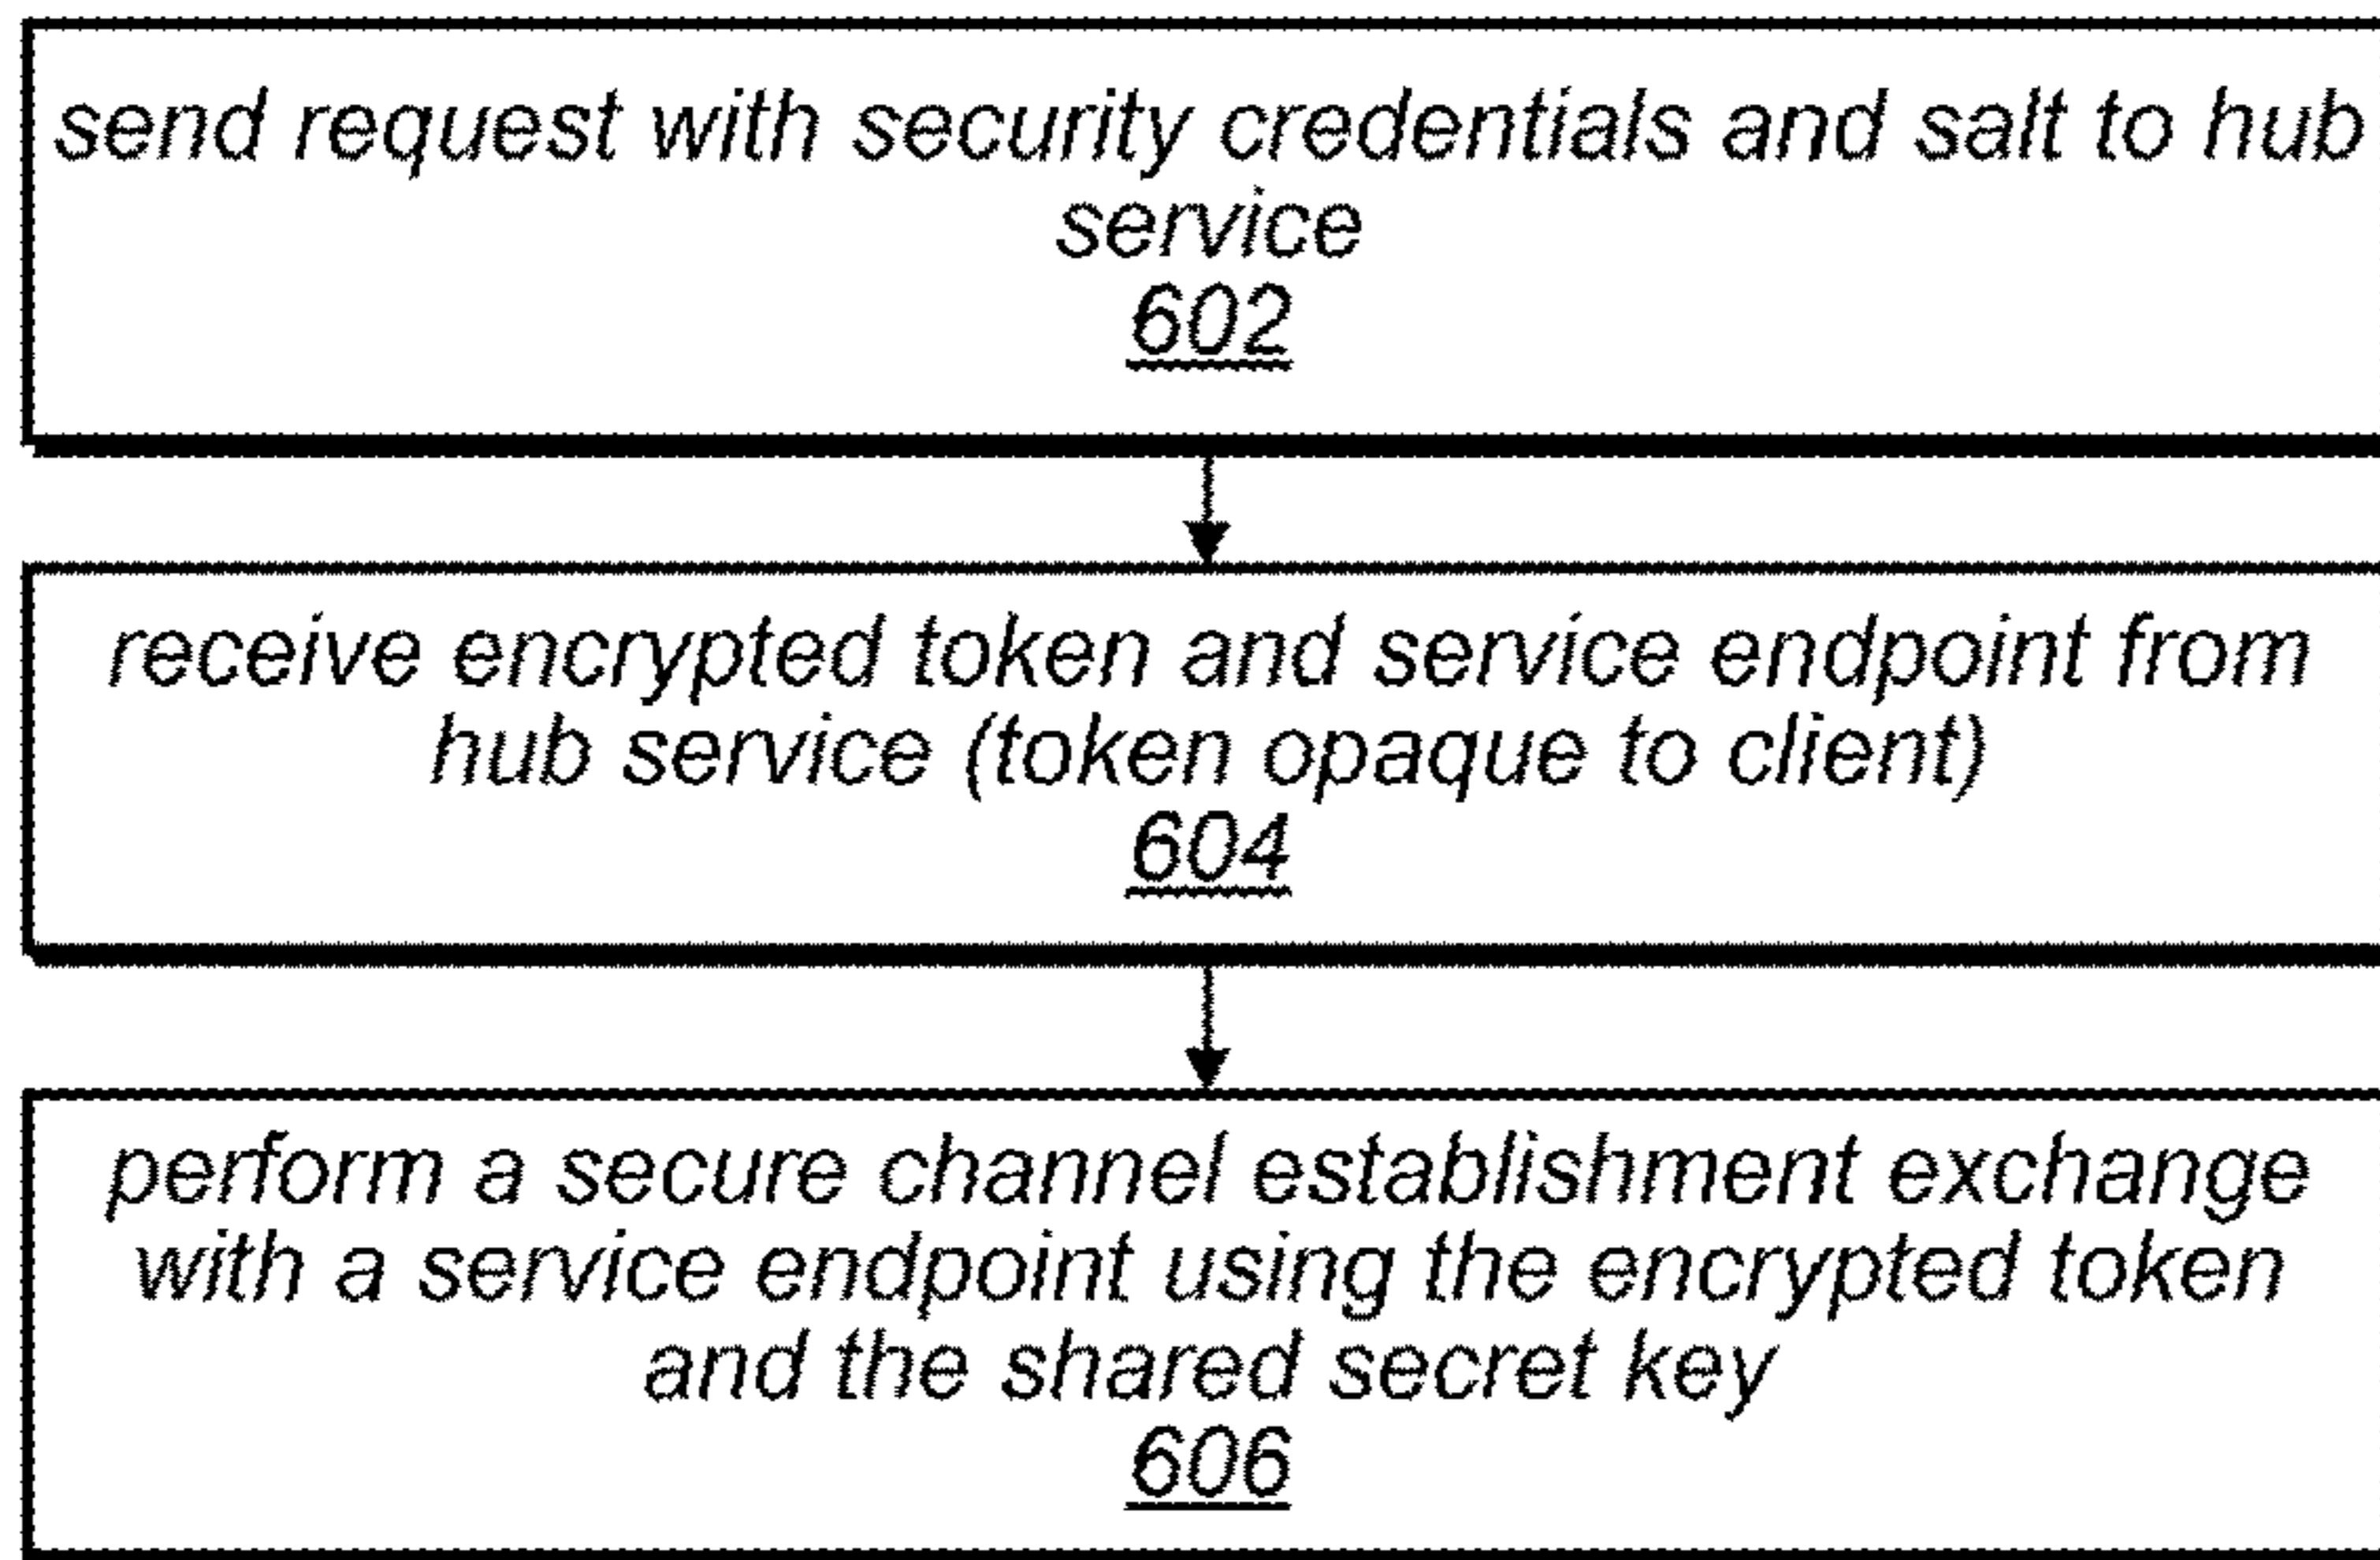 send request with security credentials and salt to hub
service
602
receive encrypted token and service endpoint from
hub service (token opaque to client)
604
perform a secure channel establishment exchange
with a service endpoint using the encrypted token
and the shared secret key
606